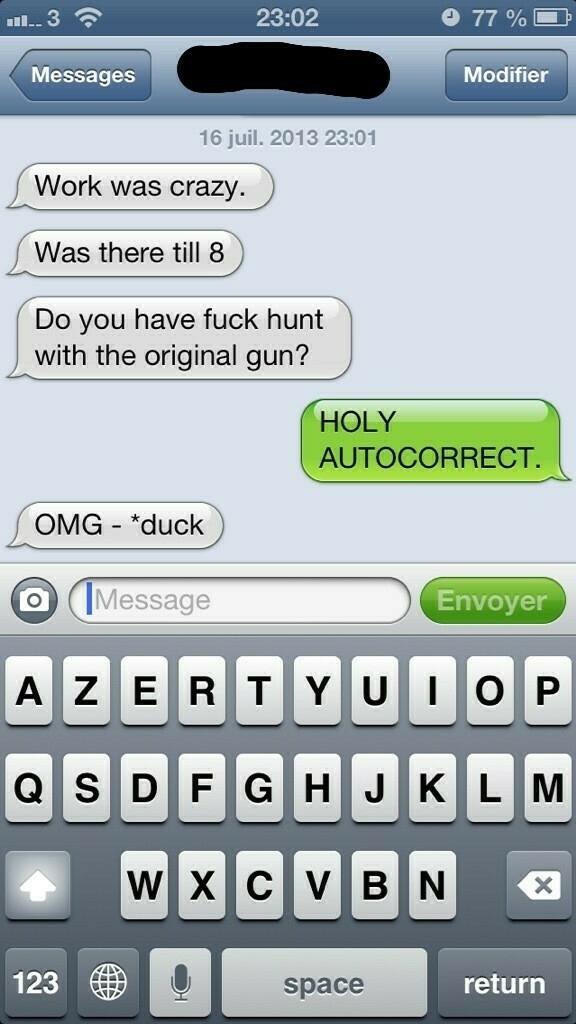 3 23:02 77 %
Messages Modifier
16 juil. 2013 23:01
Work was crazy.
Was there till 8
Do you have fuck hunt
with the original gun?
HOLY
AUTOCORRECT.
OMG - *duck
Message Envoyer
A Z E R T Y U I O P
Q S D F G H J K L M
W X C V B N
123 space return